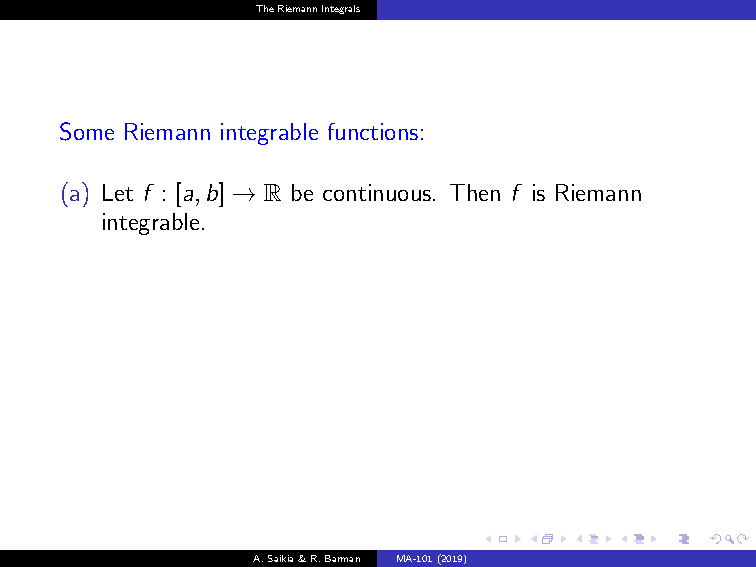 The Riemann Integrals
Some Riemann integrable functions:
(a) Let f : [a, b] → ℝ be continuous. Then f is Riemann
integrable.
A. Saikia & R. Barman MA-101 (2019)